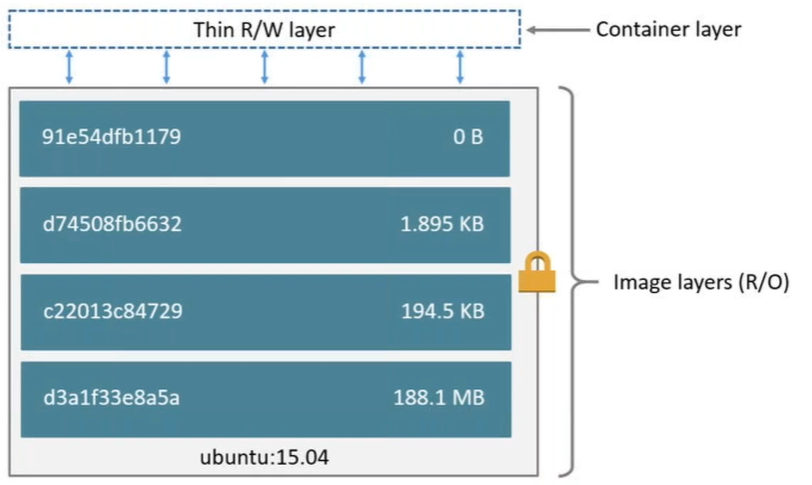 Thin R/W layer
Container layer
91e54dfb1179 0 B
d74508fb6632 1.895 KB
c22013c84729 194.5 KB
Image layers (R/O)
d3a1f33e8a5a 188.1 MB
ubuntu:15.04